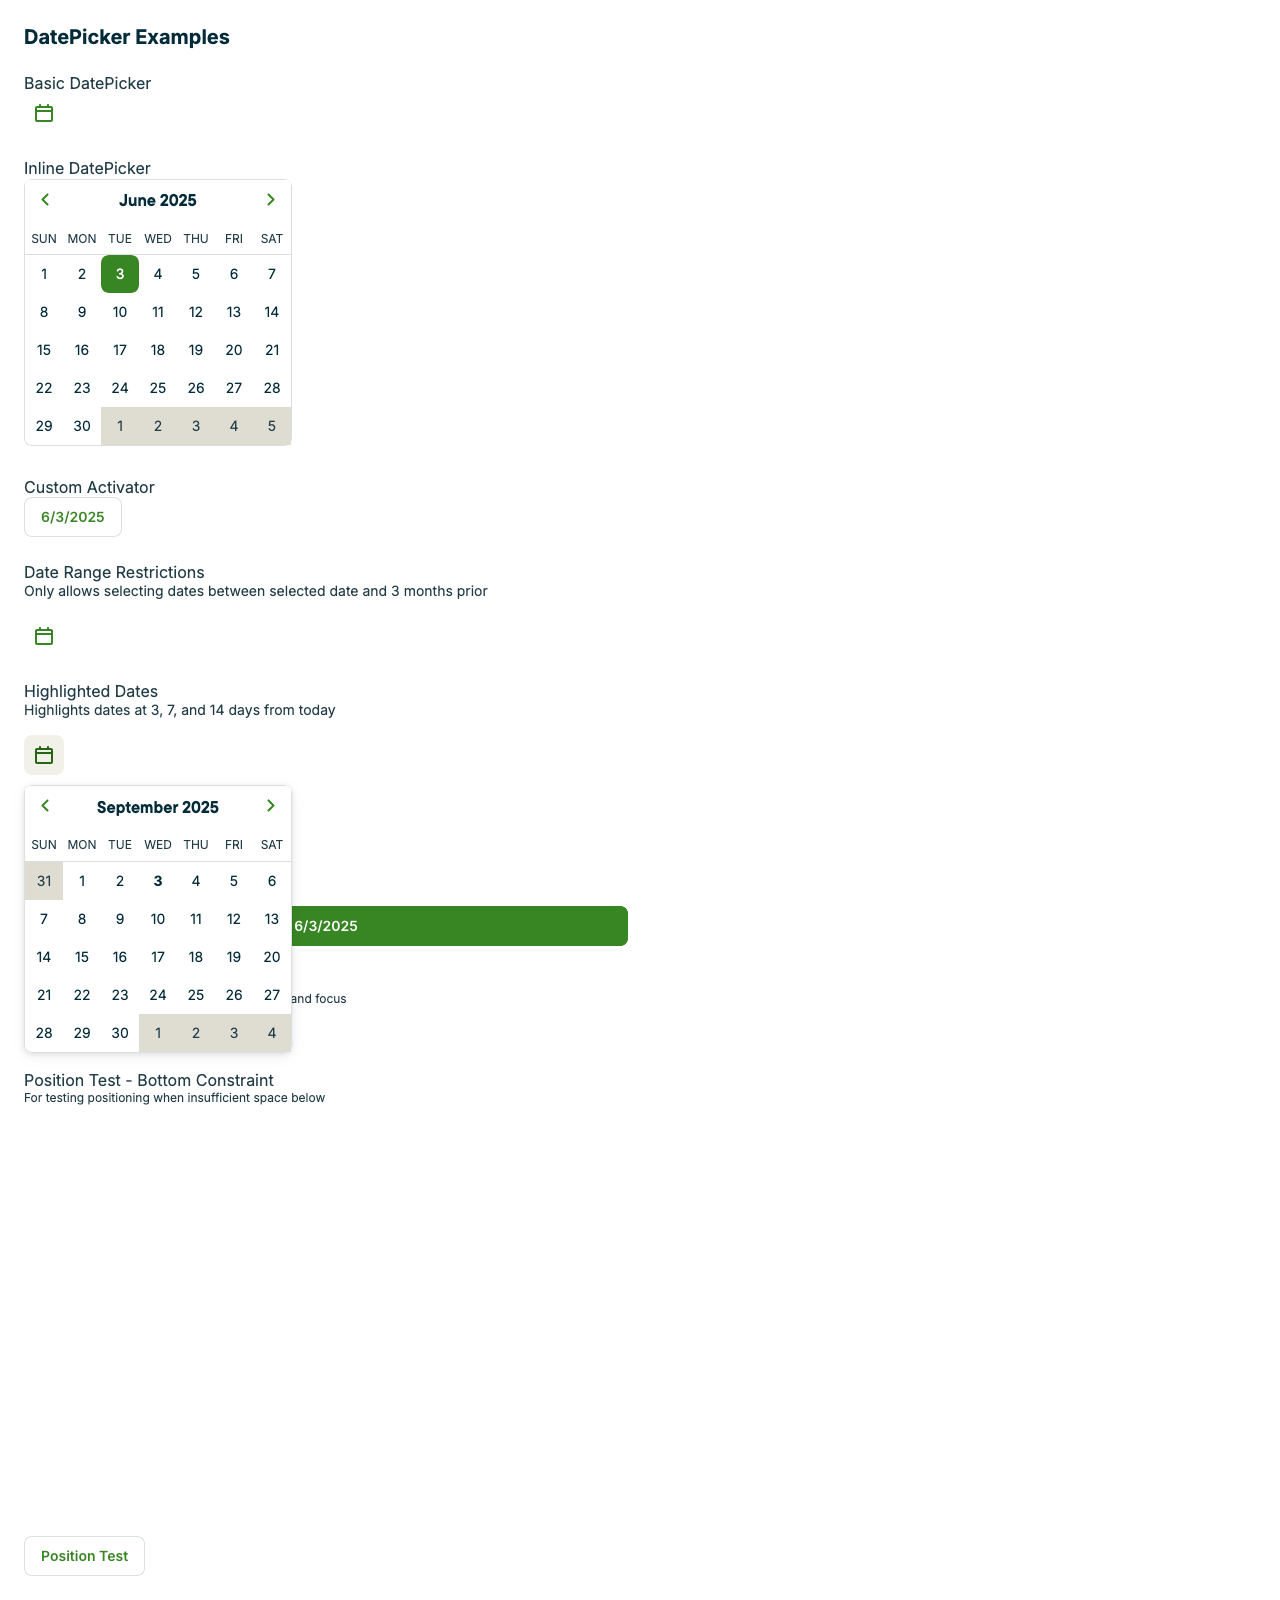 DatePicker Examples
Basic DatePicker
Inline DatePicker
June 2025
SUN MON TUE WED THU FRI SAT
1 2 3 4 5 6 7
8 9 10 11 12 13 14
15 16 17 18 19 20 21
22 23 24 25 26 27 28
29 30 1 2 3 4 5
Custom Activator
6/3/2025
Date Range Restrictions
Only allows selecting dates between selected date and 3 months prior
Highlighted Dates
Highlights dates at 3, 7, and 14 days from today
September 2025
SUN MON TUE WED THU FRI SAT
31 1 2 3 4 5 6
7 8 9 10 11 12 13
6/3/2025
14 15 16 17 18 19 20
21 22 23 24 25 26 27
and focus
28 29 30 1 2 3 4
Position Test - Bottom Constraint
For testing positioning when insufficient space below
Position Test